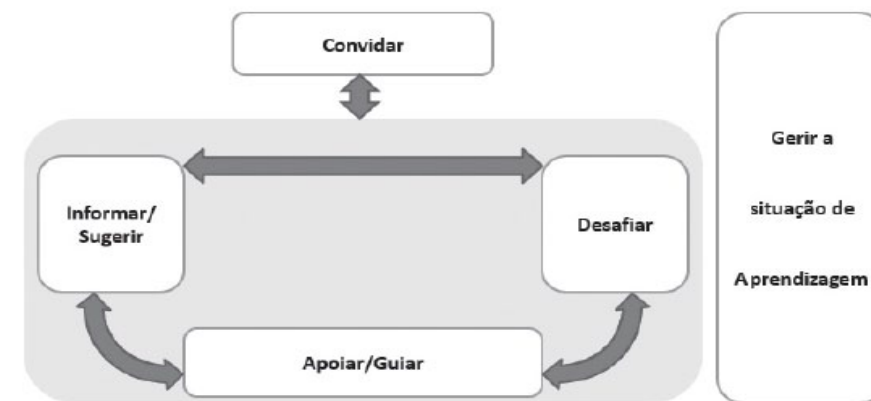 Convidar
Informar/
Sugerir
Desafiar
Apoiar/Guiar
Gerir a
situação de
Aprendizagem